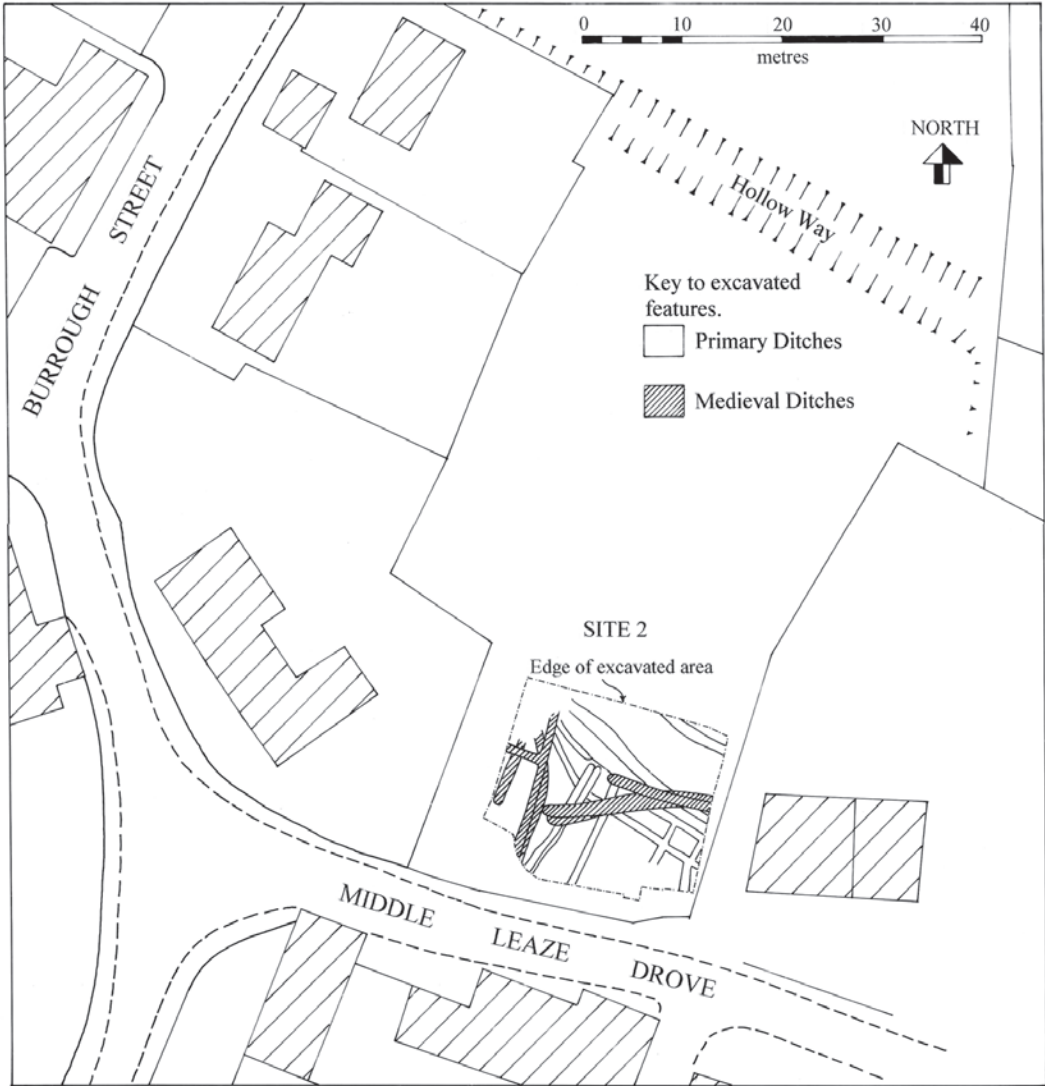 0 10 20 30 40
metres
NORTH
Hollow Way
Key to excavated
features.
Primary Ditches
Medieval Ditches
BURROUGH STREET
SITE 2
Edge of excavated area
MIDDLE LEAZE DROVE